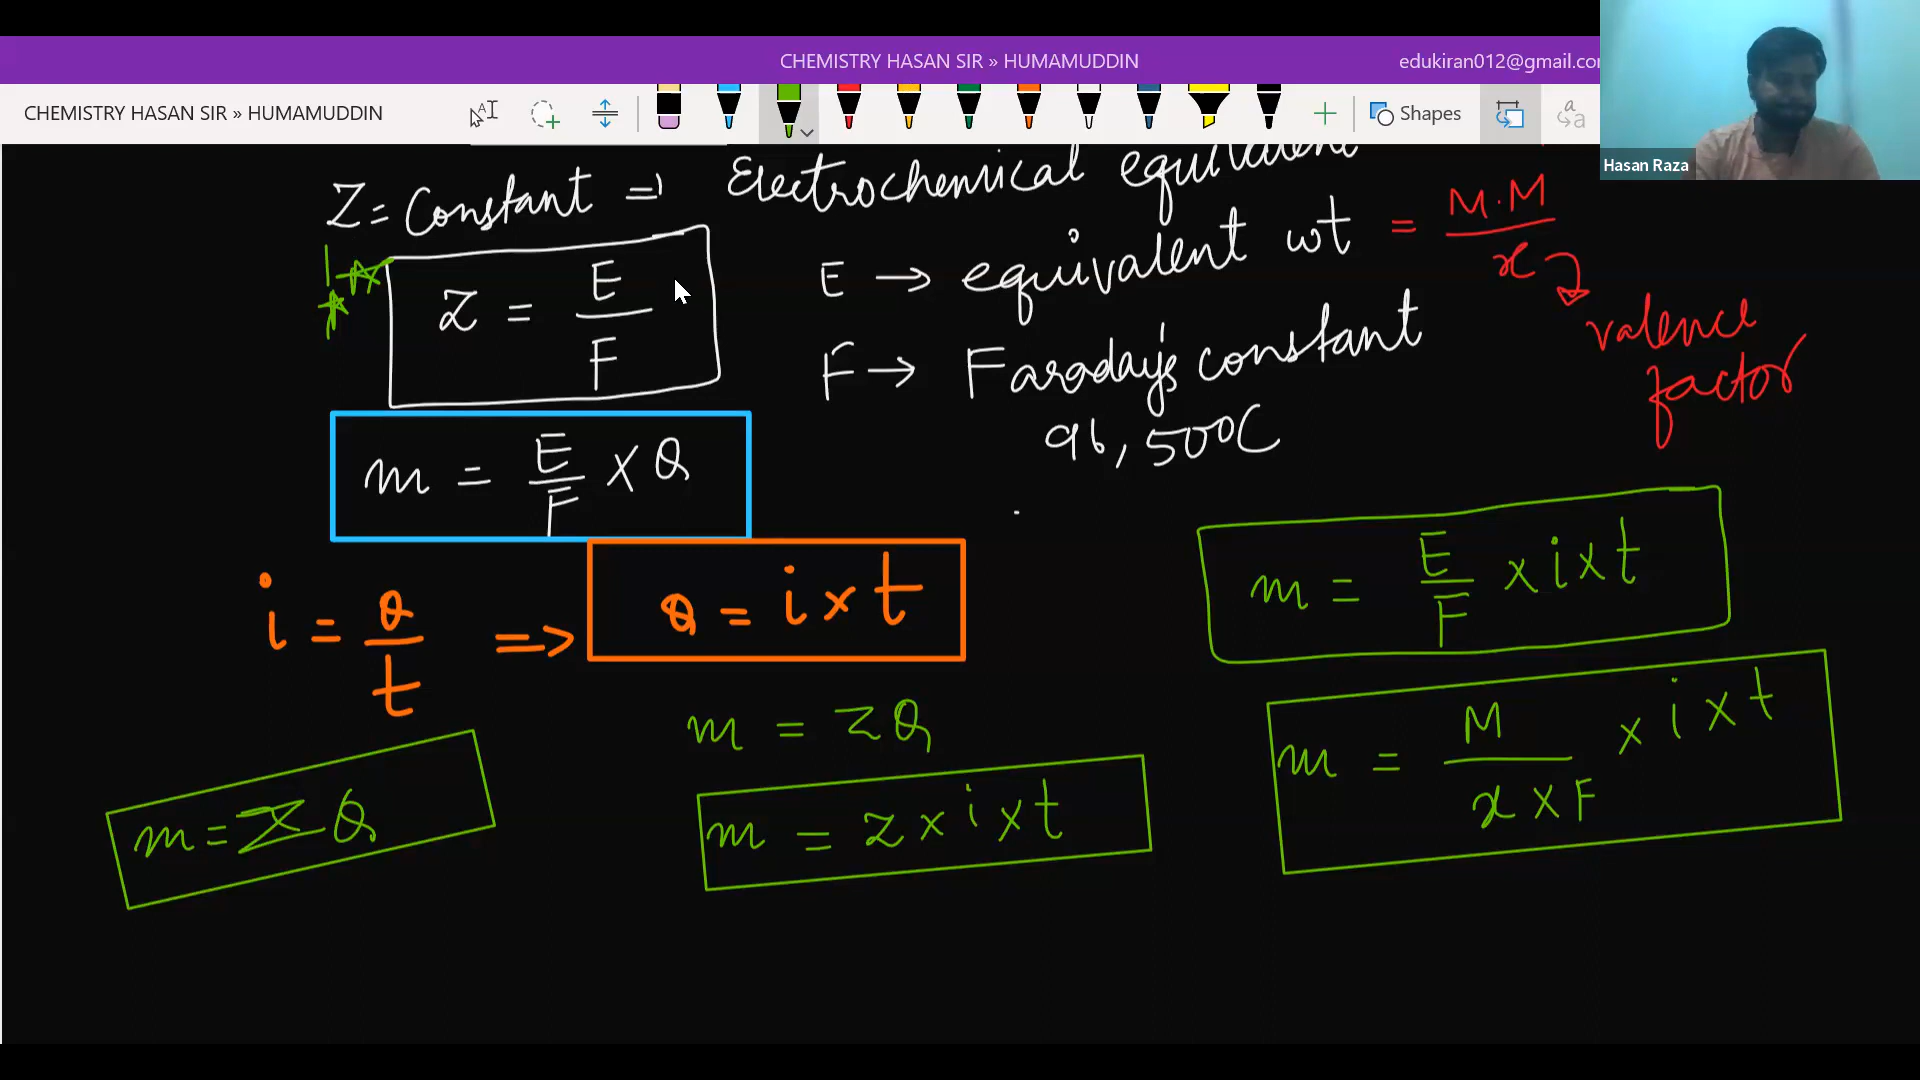 CHEMISTRY HASAN SIR » HUMAMUDDIN
edukiran012@gmail.co
CHEMISTRY HASAN SIR » HUMAMUDDIN
Shapes
Hasan Raza
Z = Constant => Electrochemical equivalent
Z = E / F
E → equivalent wt = M.M / x
valence
factor
F → Faraday's constant
96,500C
m = E / F × Q
i = Q / t => Q = i × t
m = E / F × i × t
m = ZQ
m = ZQ
m = Z × i × t
m = M / x × F × i × t